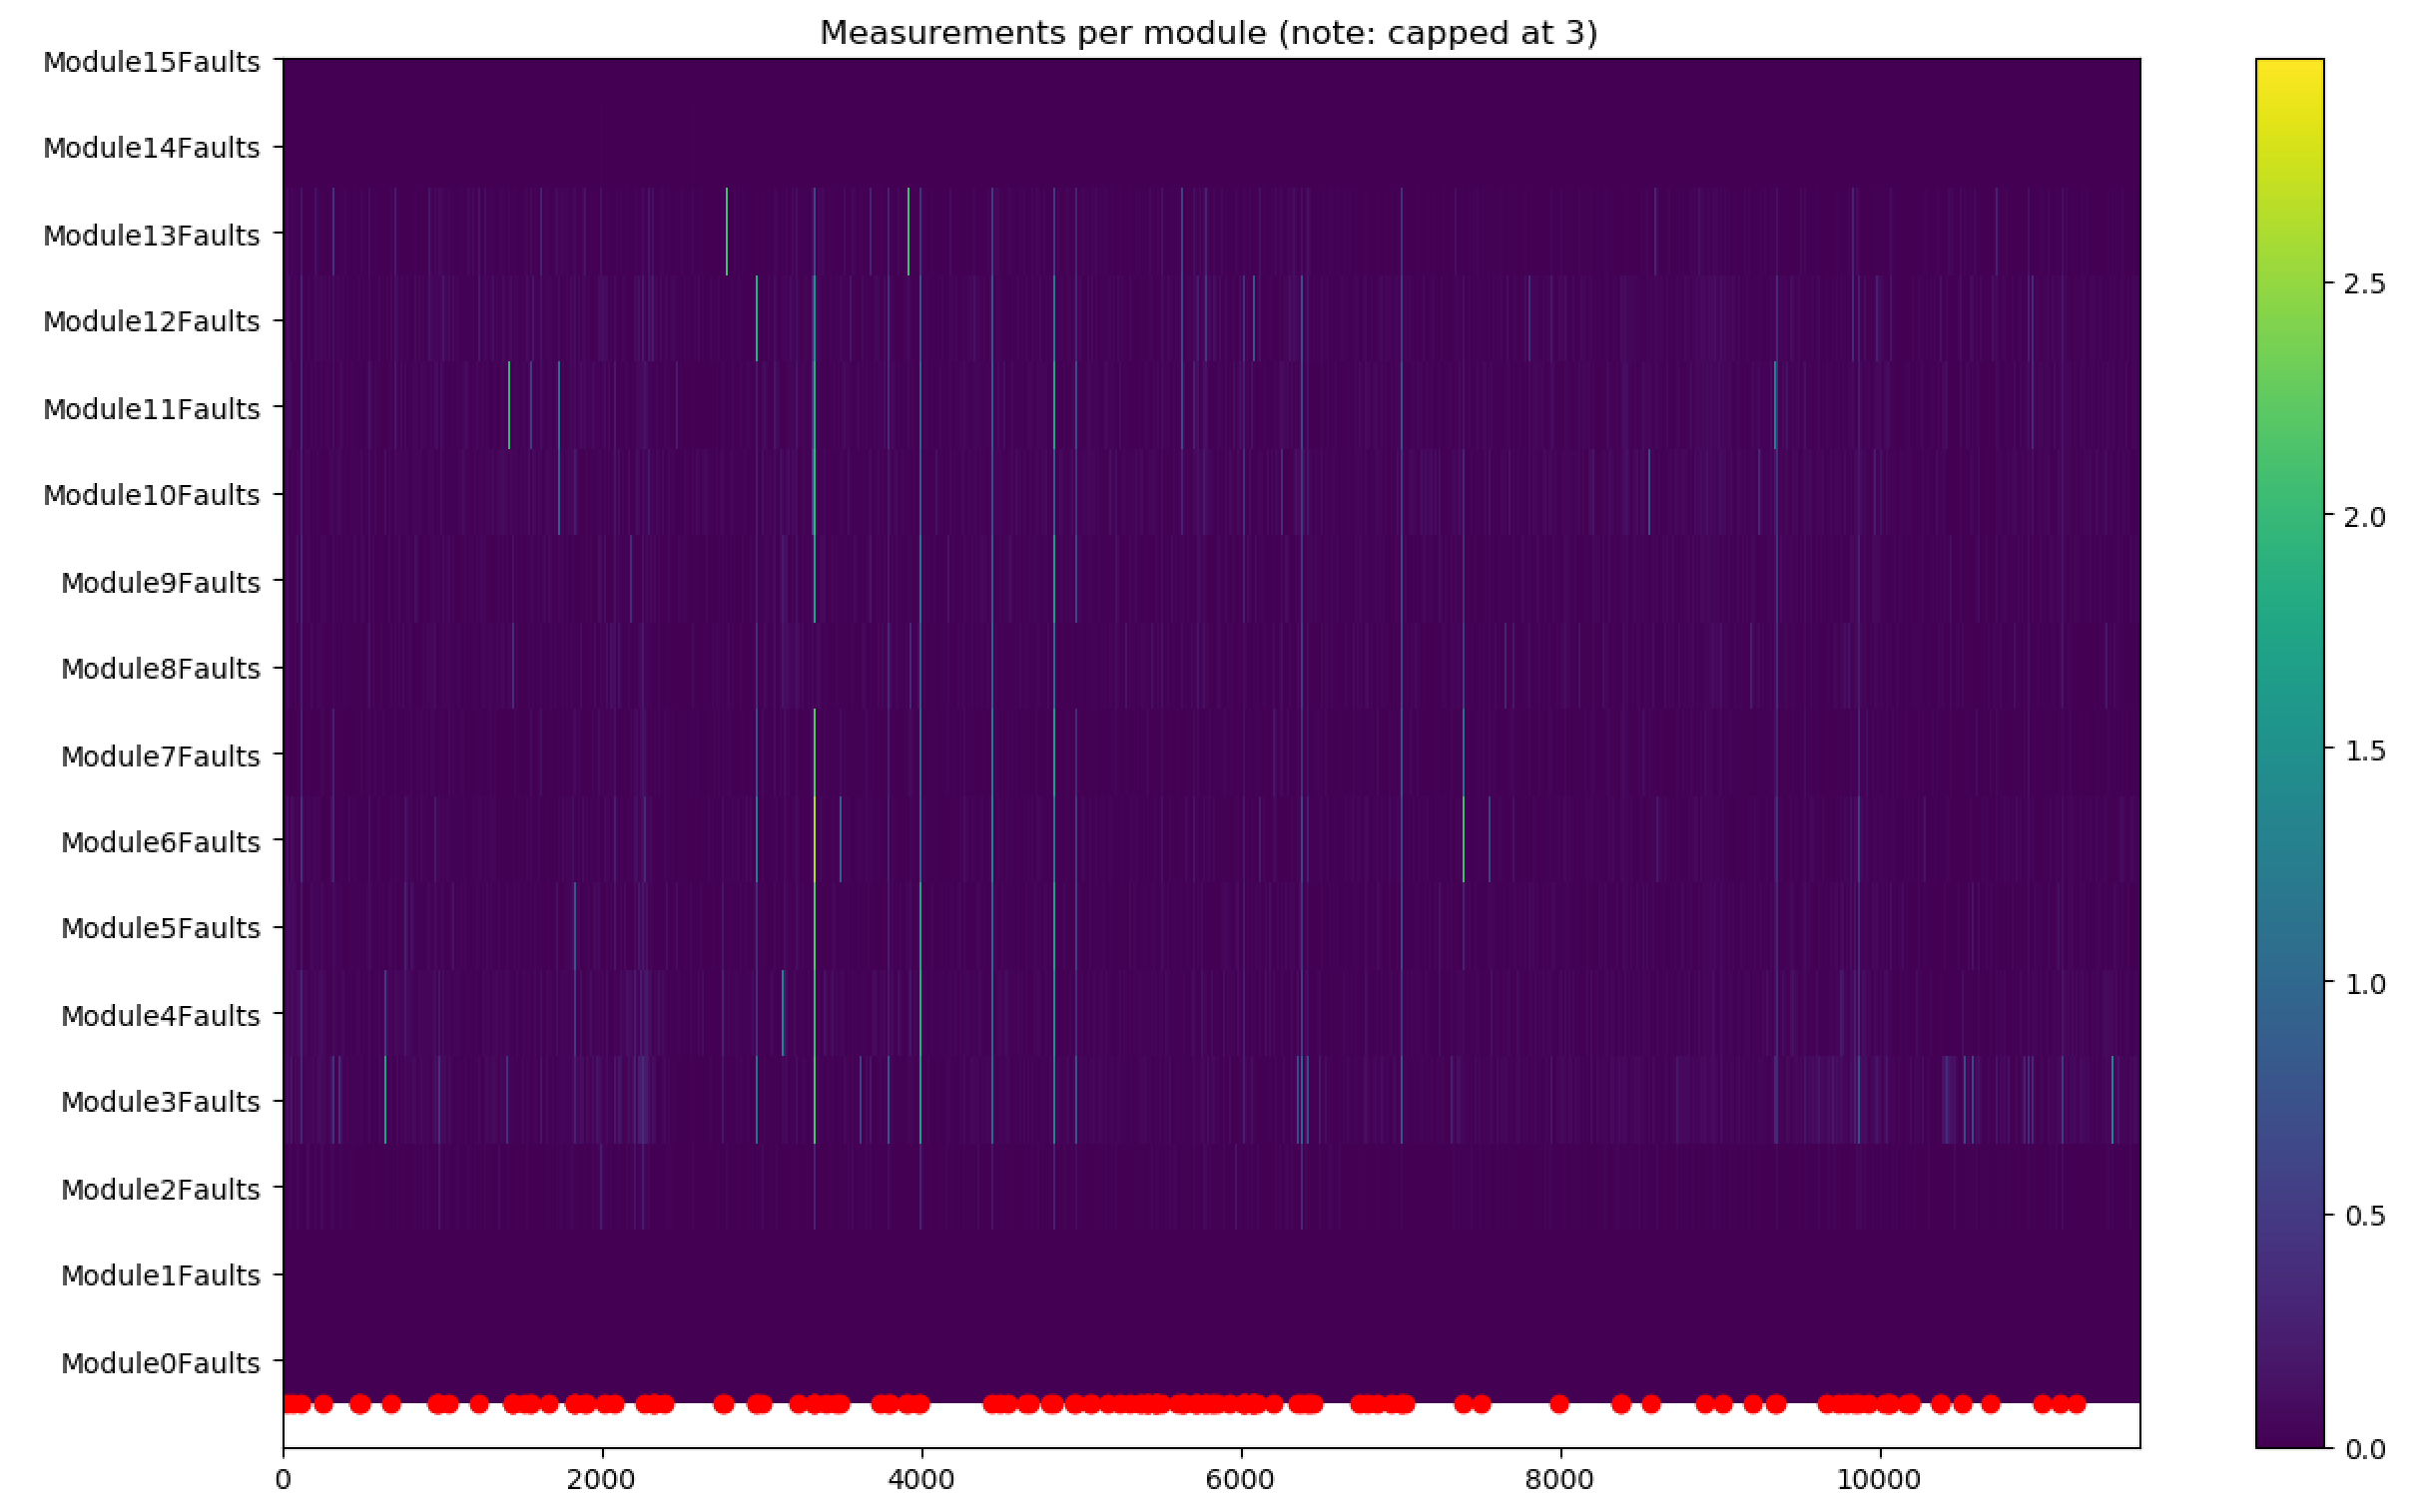 Measurements per module (note: capped at 3)
Module15Faults
Module14Faults
Module13Faults
Module12Faults
Module11Faults
Module10Faults
Module9Faults
Module8Faults
Module7Faults
Module6Faults
Module5Faults
Module4Faults
Module3Faults
Module2Faults
Module1Faults
Module0Faults
0 2000 4000 6000 8000 10000
2.5
2.0
1.5
1.0
0.5
0.0